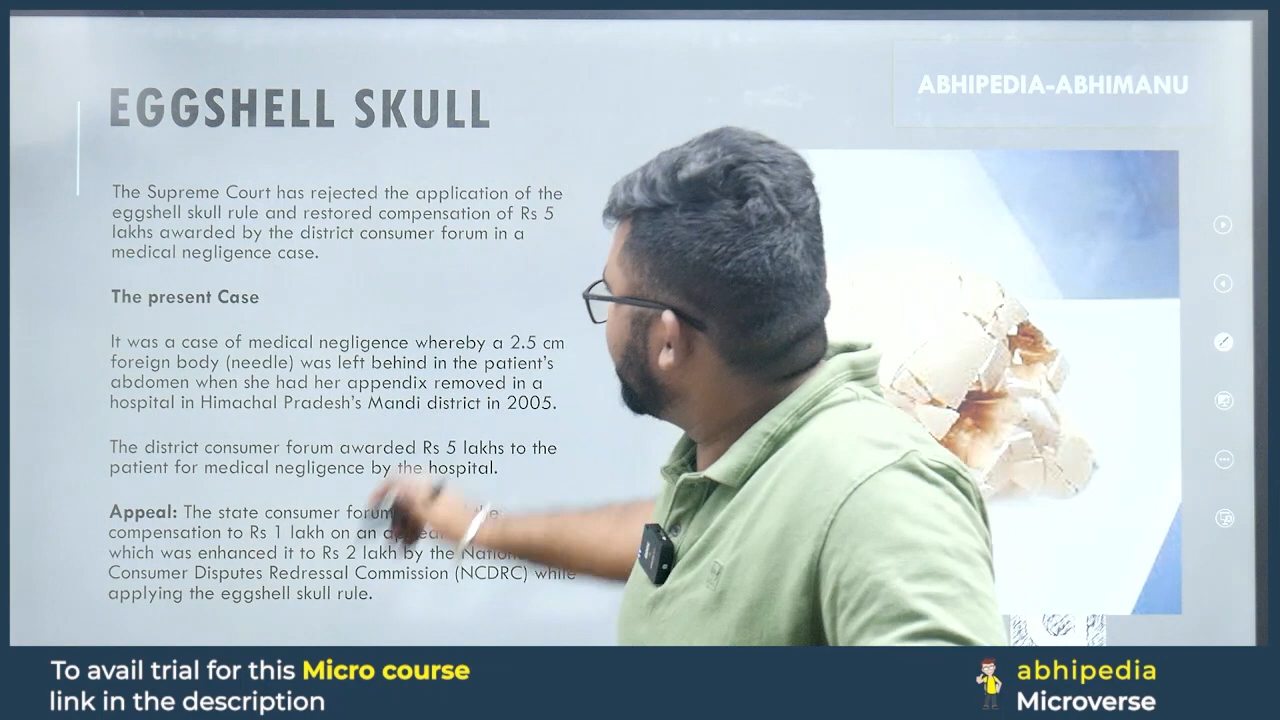 EGGSHELL SKULL
ABHIPEDIA-ABHIMANU
The Supreme Court has rejected the application of the
eggshell skull rule and restored compensation of Rs 5
lakhs awarded by the district consumer forum in a
medical negligence case.
The present Case
It was a case of medical negligence whereby a 2.5 cm
foreign body (needle) was left behind in the patient's
abdomen when she had her appendix removed in a
hospital in Himachal Pradesh's Mandi district in 2005.
The district consumer forum awarded Rs 5 lakhs to the
patient for medical negligence by the hospital.
Appeal: The state consumer forum
compensation to Rs 1 lakh on an
which was enhanced it to Rs 2 lakh by the
Consumer Disputes Redressal Commission (NCDRC) while
applying the eggshell skull rule.
To avail trial for this Micro course
link in the description
abhipedia
Microverse